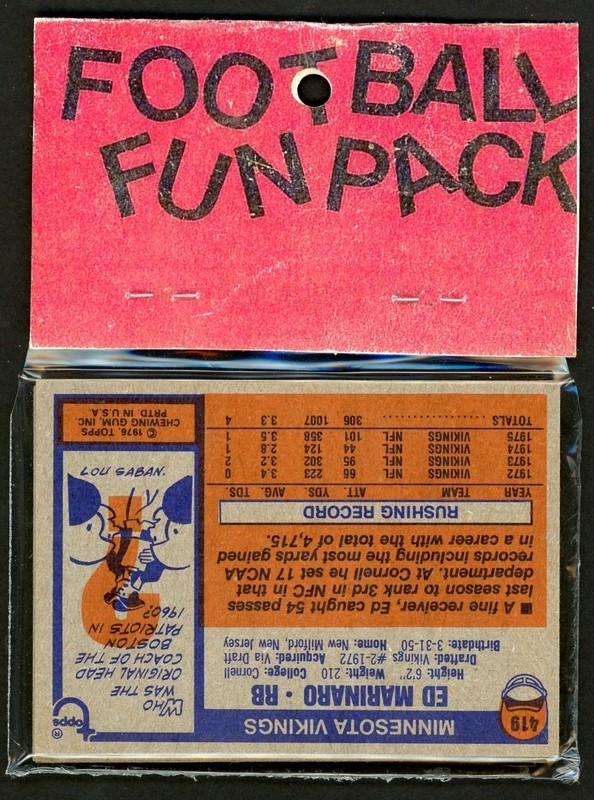 FOOTBALL
FUN PACK
419
MINNESOTA VIKINGS
ED MARINARO • RB
Height: 6'2" Weight: 210 College: Cornell
Drafted: Vikings #2-1972 Acquired: Via Draft
Birthdate: 3-31-50 Home: New Milford, New Jersey
■ A fine receiver, Ed caught 54 passes
last season to rank 3rd in NFC in that
department. At Cornell he set 17 NCAA
records including the most yards gained
in a career with the total of 4,715.
RUSHING RECORD
YEAR TEAM ATT. YDS. AVG. TDS.
1972 VIKINGS NFL 66 223 3.4 0
1973 VIKINGS NFL 95 302 3.2 2
1974 VIKINGS NFL 44 124 2.8 1
1975 VIKINGS NFL 101 358 3.5 1
TOTALS 306 1007 3.3 4
topps®
WHO
WAS THE
ORIGINAL HEAD
COACH OF THE
BOSTON
PATRIOTS IN
1960?
?
LOU SABAN.
© 1976, TOPPS
CHEWING GUM, INC.
PRTD. IN U.S.A.